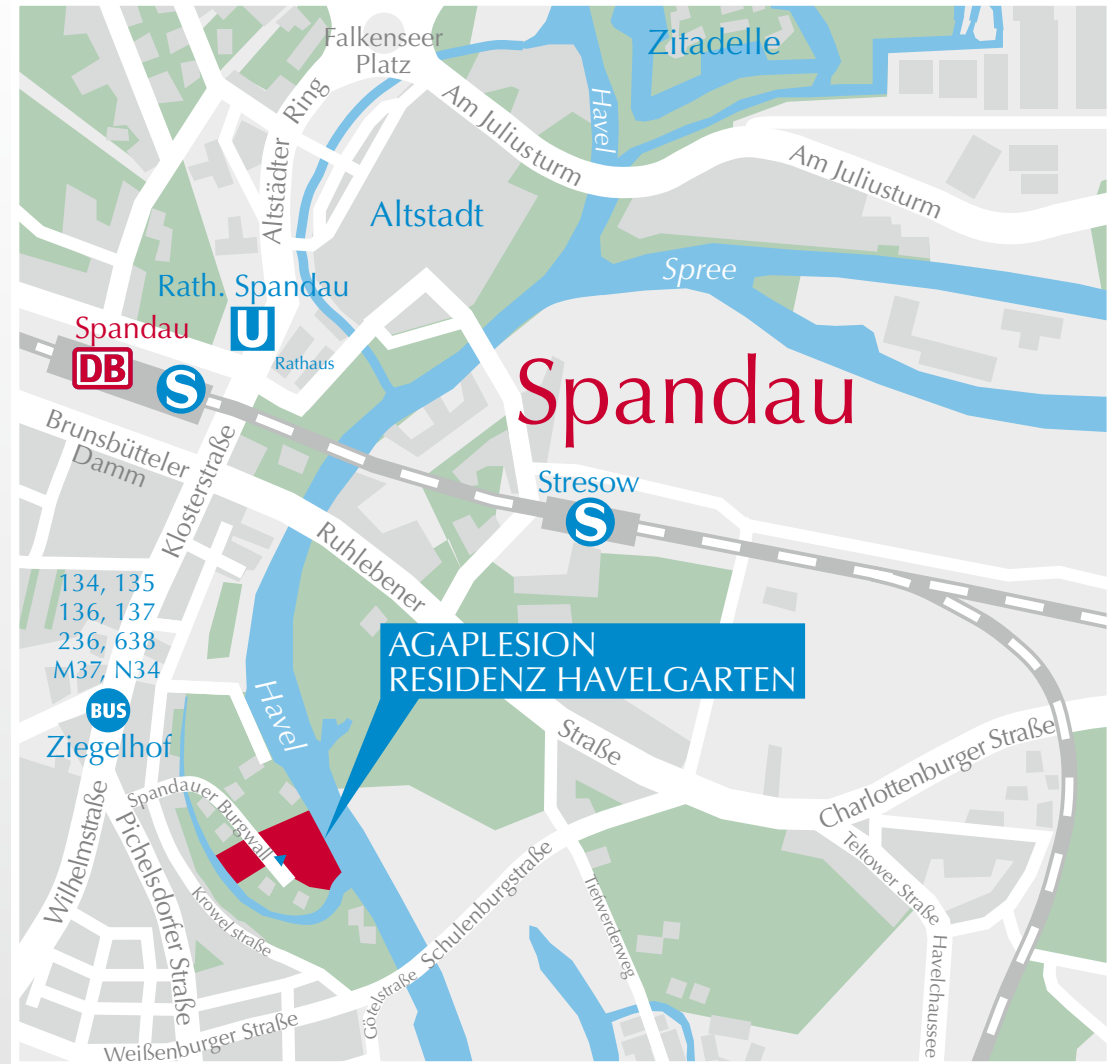 Falkenseer
Platz
Zitadelle
Altstädter Ring
Am Juliusturm
Havel
Am Juliusturm
Altstadt
Spree
Rath. Spandau
U
Rathaus
Spandau
DB
S
Spandau
Brunsbütteler
Damm
Klosterstraße
Stresow
S
Ruhlebener
134, 135
136, 137
236, 638
M37, N34
BUS
Ziegelhof
AGAPLESION
RESIDENZ HAVELGARTEN
Havel
Straße
Charlottenburger Straße
Spandauer Burgwall
Wilhelmstraße
Pichelsdorfer Straße
Krowelstraße
Schulenburgstraße
Tiefwerderweg
Teltower Straße
Havelchaussee
Götelstraße
Weißenburger Straße